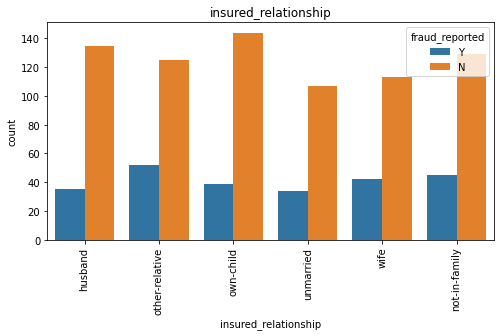 insured_relationship
fraud_reported
Y
N
140
120
100
80
60
40
20
0
count
husband
other-relative
own-child
unmarried
wife
not-in-family
insured_relationship